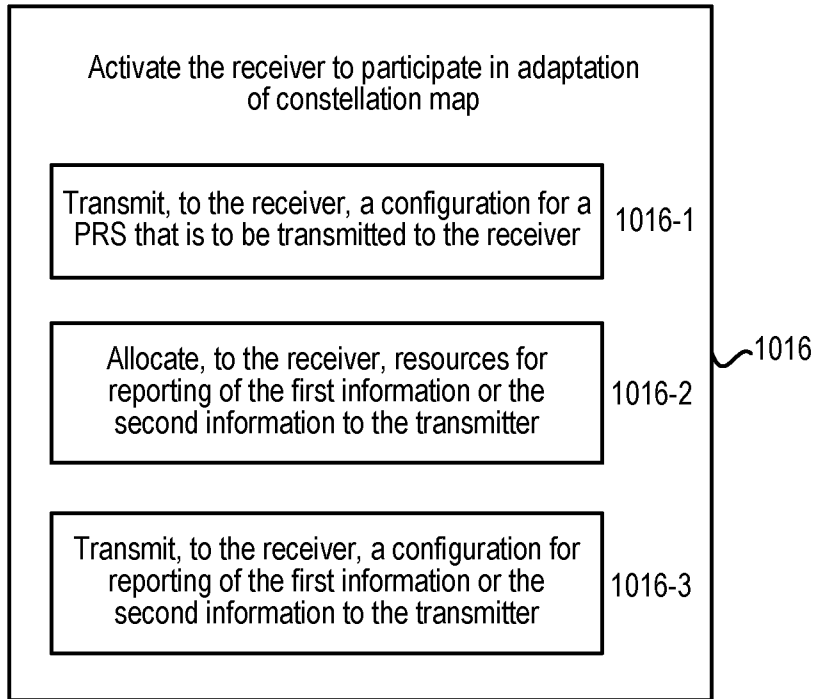 Activate the receiver to participate in adaptation
of constellation map
Transmit, to the receiver, a configuration for a
PRS that is to be transmitted to the receiver
1016-1
Allocate, to the receiver, resources for
reporting of the first information or the
second information to the transmitter
1016-2
1016
Transmit, to the receiver, a configuration for
reporting of the first information or the
second information to the transmitter
1016-3